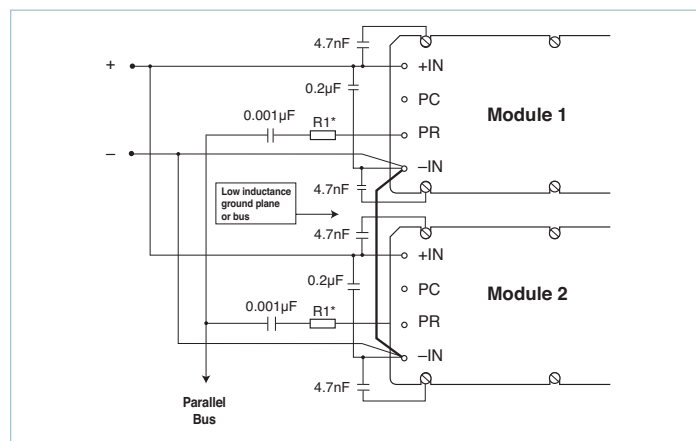 4.7nF
+
+IN
0.2µF
PC
Module 1
0.001µF
R1*
PR
–
–IN
4.7nF
Low inductance
ground plane
or bus
4.7nF
+IN
0.2µF
PC
Module 2
0.001µF
R1*
PR
–IN
4.7nF
Parallel
Bus